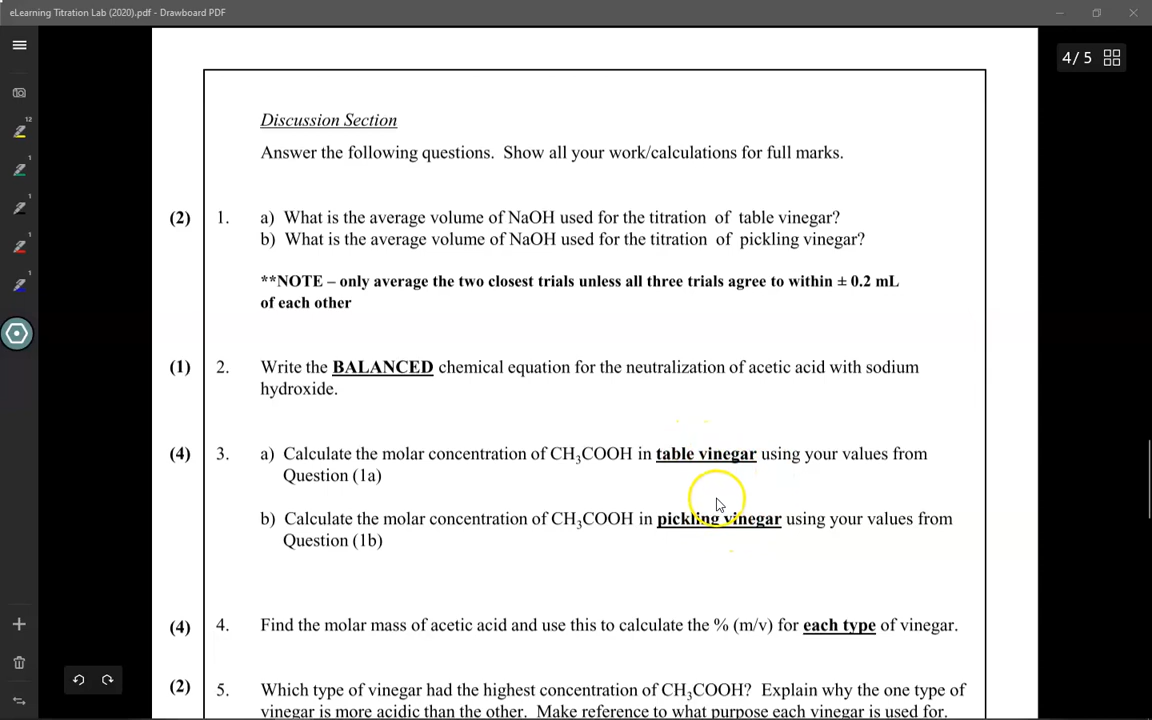 eLearning Titration Lab (2020).pdf - Drawboard PDF
4/ 5
12
1
1
1
1
Discussion Section
Answer the following questions. Show all your work/calculations for full marks.
(2) 1. a) What is the average volume of NaOH used for the titration of table vinegar?
b) What is the average volume of NaOH used for the titration of pickling vinegar?
**NOTE – only average the two closest trials unless all three trials agree to within ± 0.2 mL
of each other
(1) 2. Write the BALANCED chemical equation for the neutralization of acetic acid with sodium
hydroxide.
(4) 3. a) Calculate the molar concentration of CH₃COOH in table vinegar using your values from
Question (1a)
b) Calculate the molar concentration of CH₃COOH in pickling vinegar using your values from
Question (1b)
(4) 4. Find the molar mass of acetic acid and use this to calculate the % (m/v) for each type of vinegar.
(2) 5. Which type of vinegar had the highest concentration of CH₃COOH? Explain why the one type of
vinegar is more acidic than the other. Make reference to what purpose each vinegar is used for.